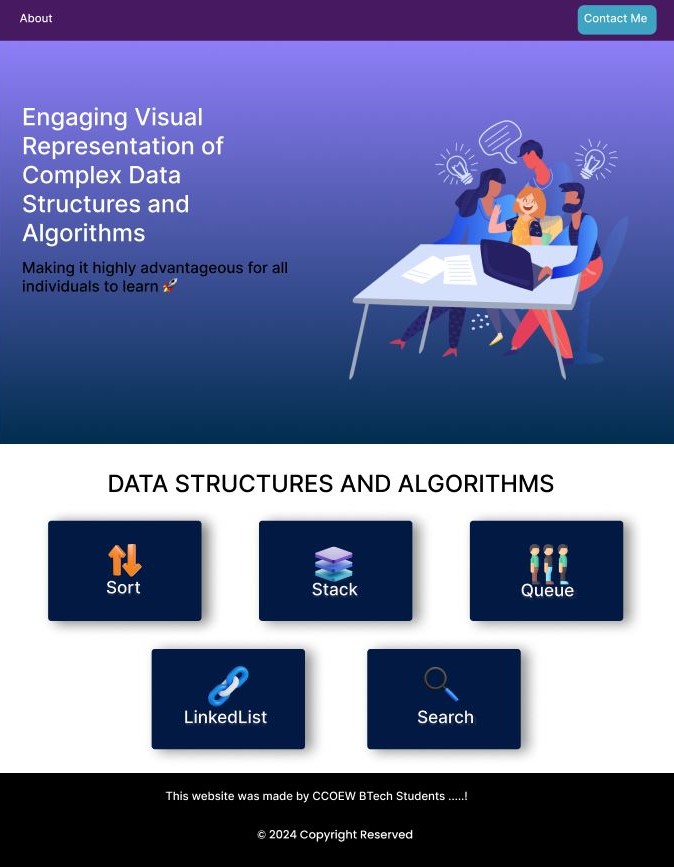 About
Contact Me
Engaging Visual
Representation of
Complex Data
Structures and
Algorithms
Making it highly advantageous for all
individuals to learn 🚀
DATA STRUCTURES AND ALGORITHMS
Sort
Stack
Queue
LinkedList
Search
This website was made by CCOEW BTech Students .....!
© 2024 Copyright Reserved